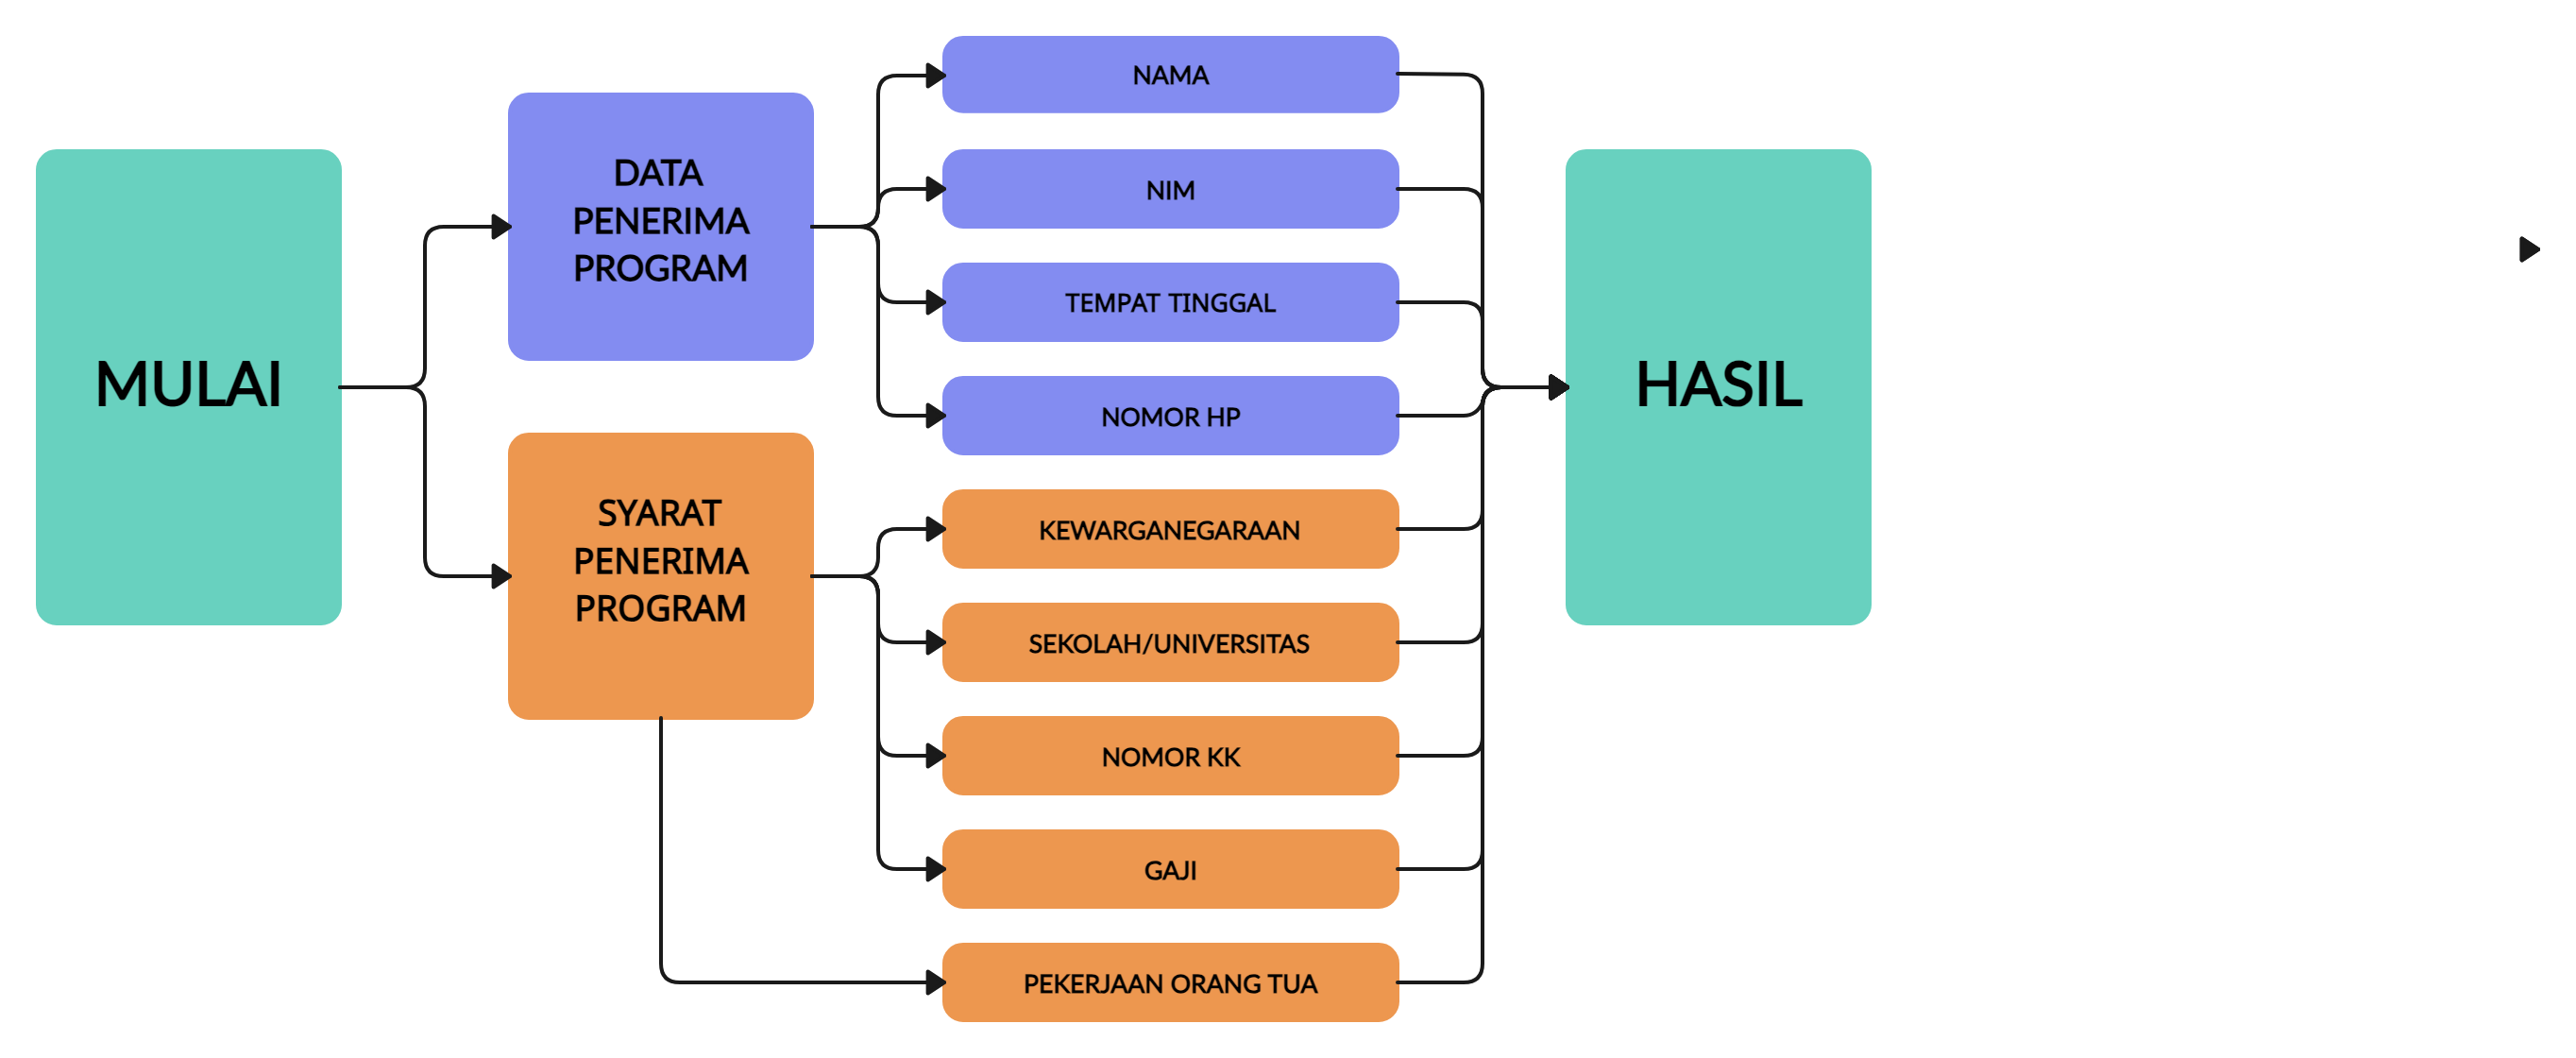 MULAI
DATA
PENERIMA
PROGRAM
SYARAT
PENERIMA
PROGRAM
NAMA
NIM
TEMPAT TINGGAL
NOMOR HP
KEWARGANEGARAAN
SEKOLAH/UNIVERSITAS
NOMOR KK
GAJI
PEKERJAAN ORANG TUA
HASIL